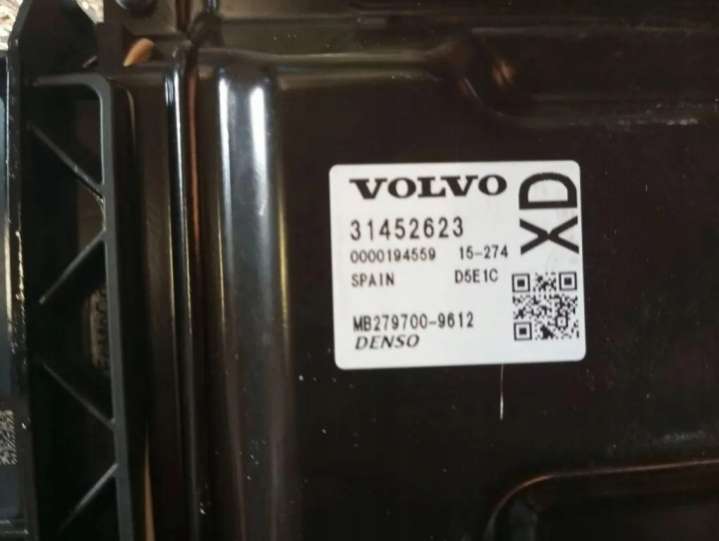 VOLVO
31452623
0000194559 15-274
SPAIN D5E1C
MB279700-9612
DENSO
XD